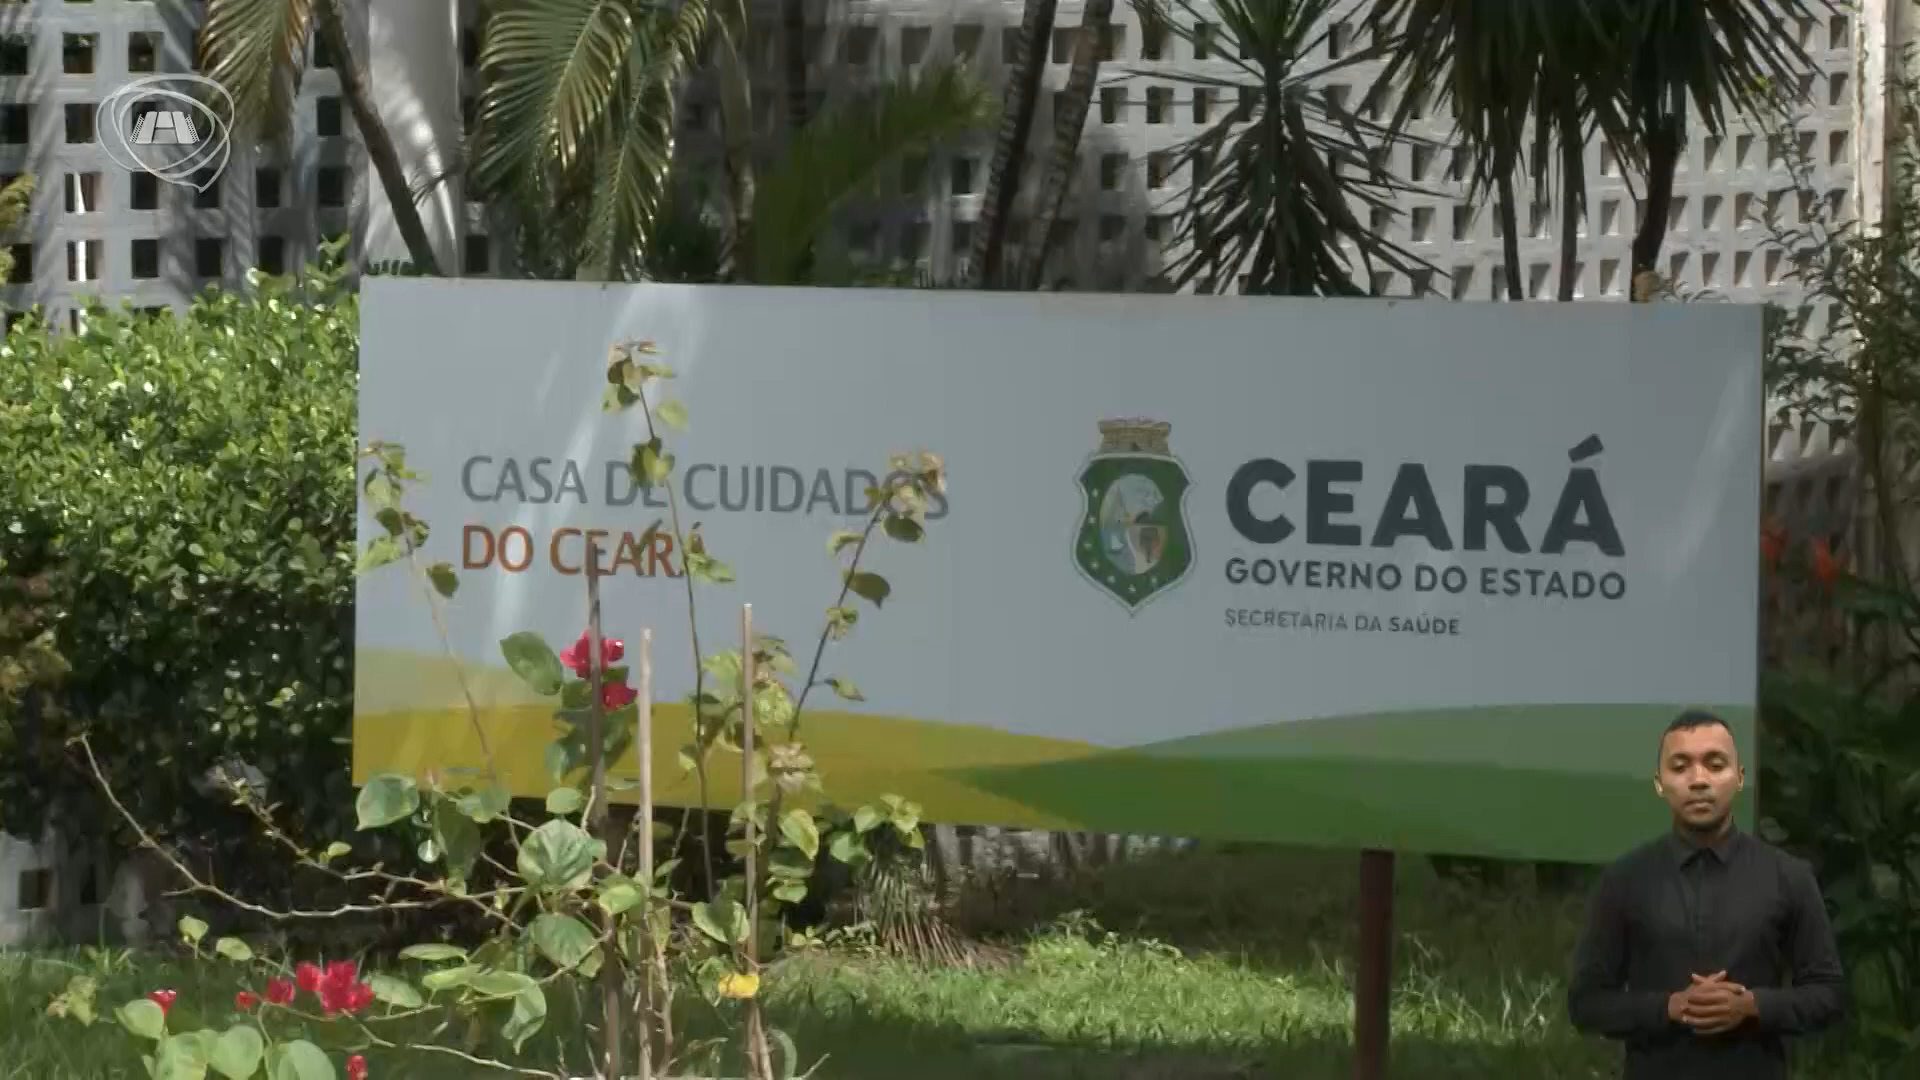 CASA DE CUIDADOS
DO CEARÁ
CEARÁ
GOVERNO DO ESTADO
SECRETARIA DA SAÚDE